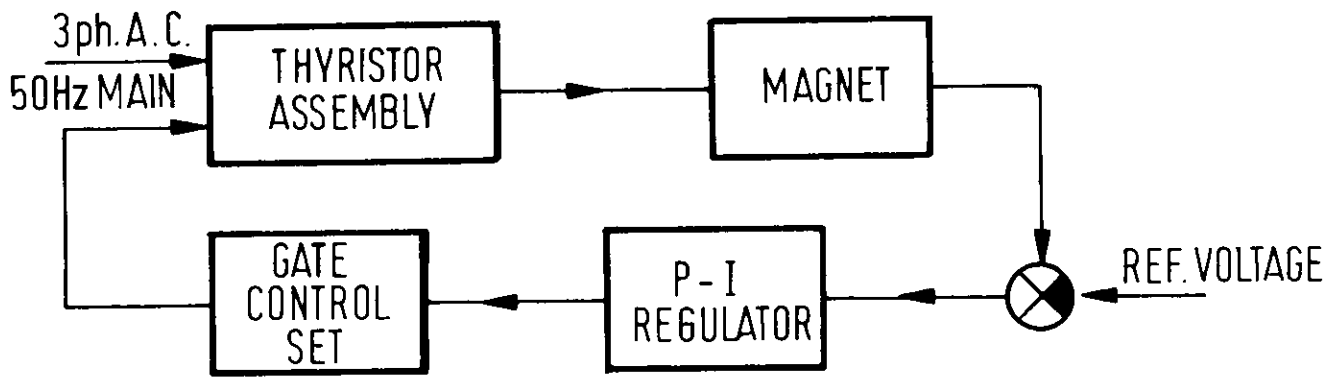 3ph.A.C.
50Hz MAIN
THYRISTOR
ASSEMBLY
MAGNET
GATE
CONTROL
SET
P-I
REGULATOR
REF. VOLTAGE